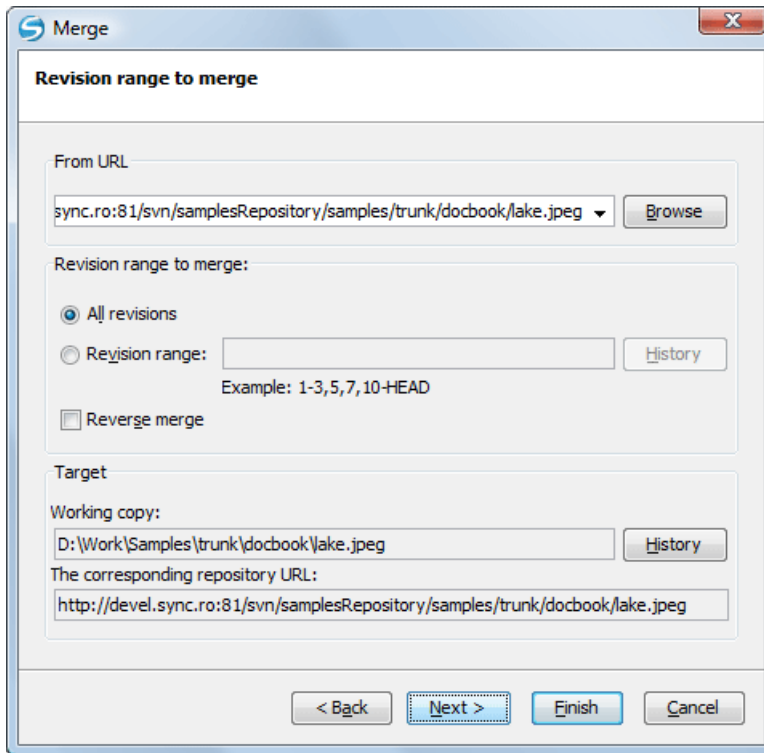 Merge
Revision range to merge
From URL
sync.ro:81/svn/samplesRepository/samples/trunk/docbook/lake.jpeg Browse
Revision range to merge:
All revisions
Revision range: History
Example: 1-3,5,7,10-HEAD
Reverse merge
Target
Working copy:
D:\Work\Samples\trunk\docbook\lake.jpeg History
The corresponding repository URL:
http://devel.sync.ro:81/svn/samplesRepository/samples/trunk/docbook/lake.jpeg
< Back Next > Finish Cancel